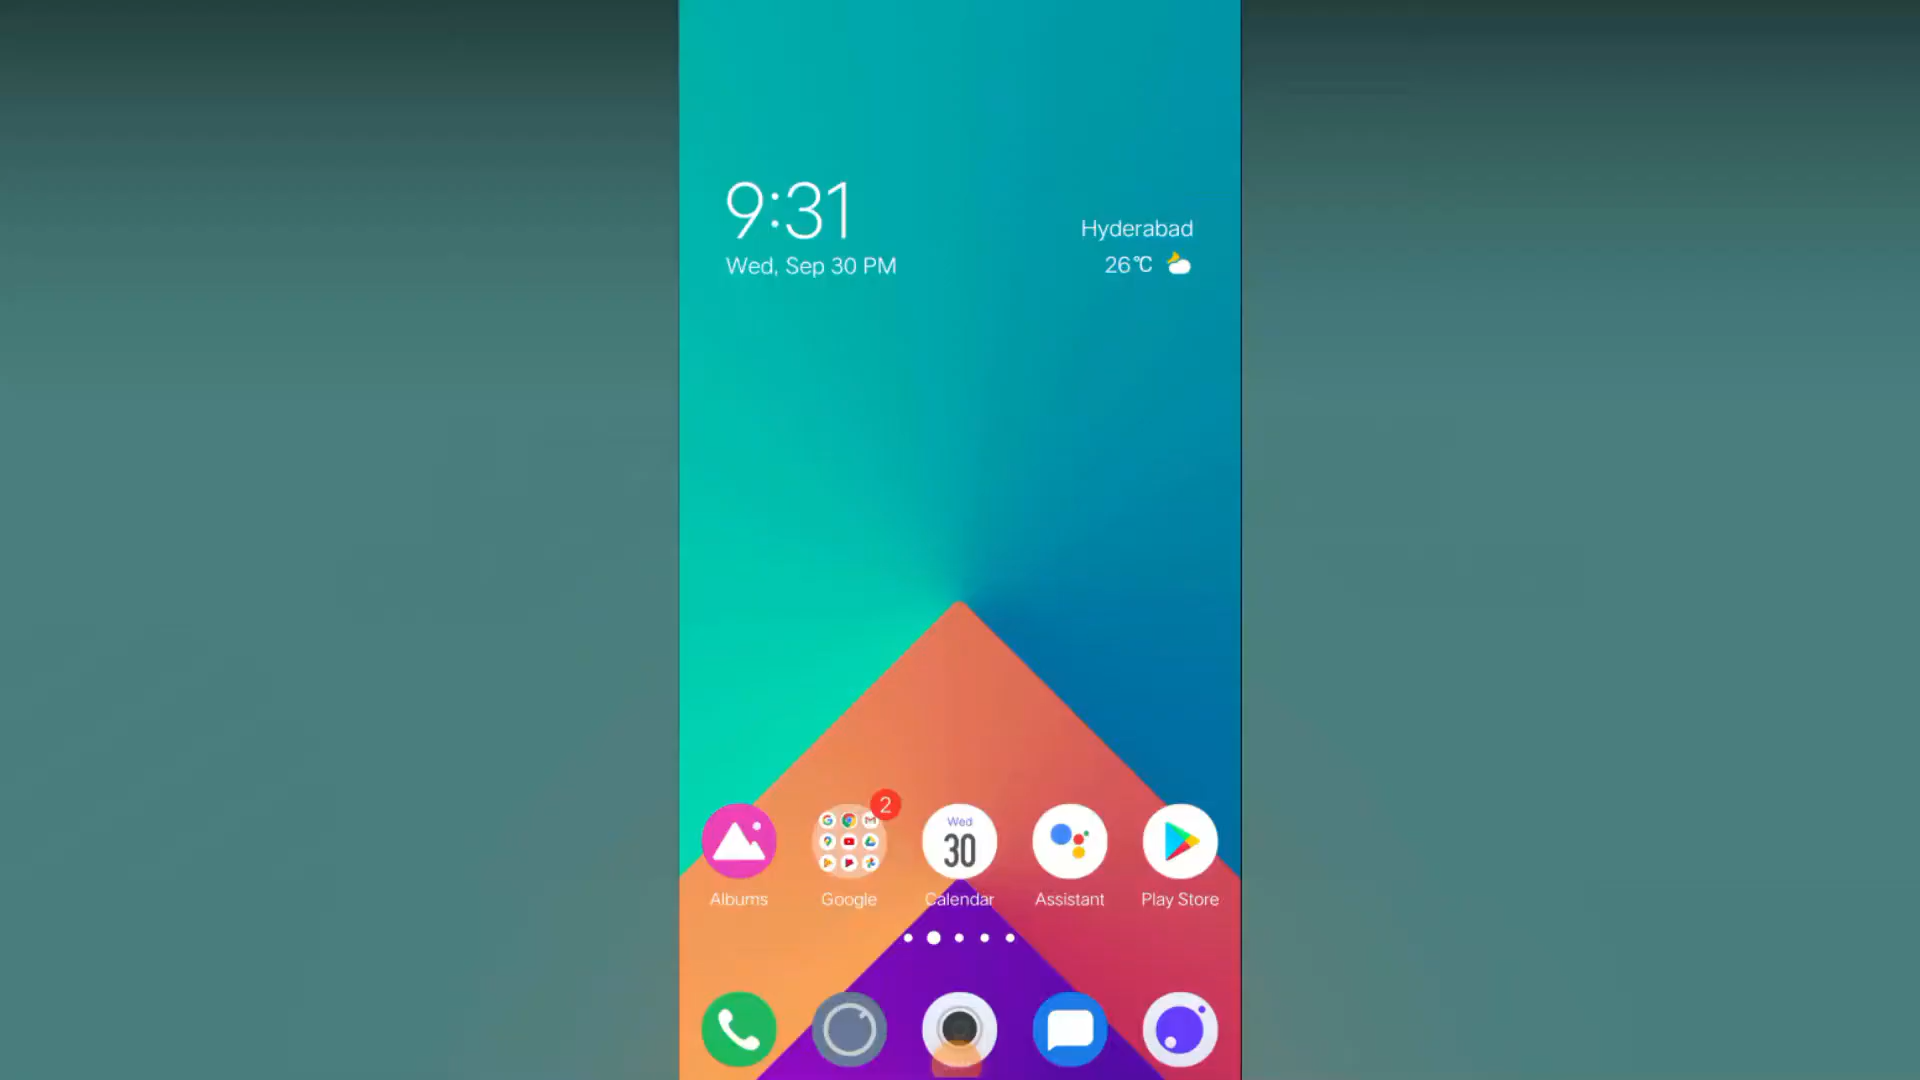 9:31
Wed, Sep 30 PM
Hyderabad
26℃
2
Wed
30
Albums
Google
Calendar
Assistant
Play Store